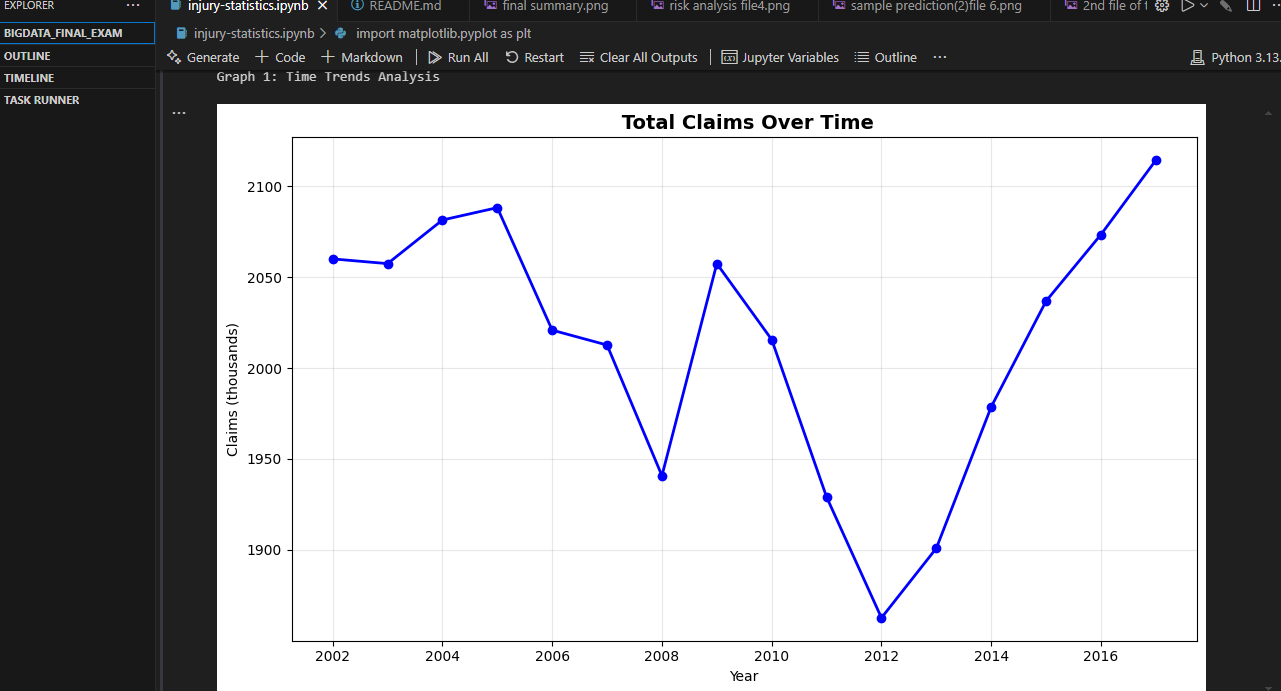 EXPLORER ...
injury-statistics.ipynb
README.md
final summary.png
risk analysis file4.png
sample prediction(2)file 6.png
2nd file of
BIGDATA_FINAL_EXAM
OUTLINE
TIMELINE
TASK RUNNER
injury-statistics.ipynb > import matplotlib.pyplot as plt
Generate + Code + Markdown | Run All Restart Clear All Outputs | Jupyter Variables Outline ...
Python 3.13.
Graph 1: Time Trends Analysis
...
Total Claims Over Time
Claims (thousands)
2100
2050
2000
1950
1900
2002 2004 2006 2008 2010 2012 2014 2016
Year